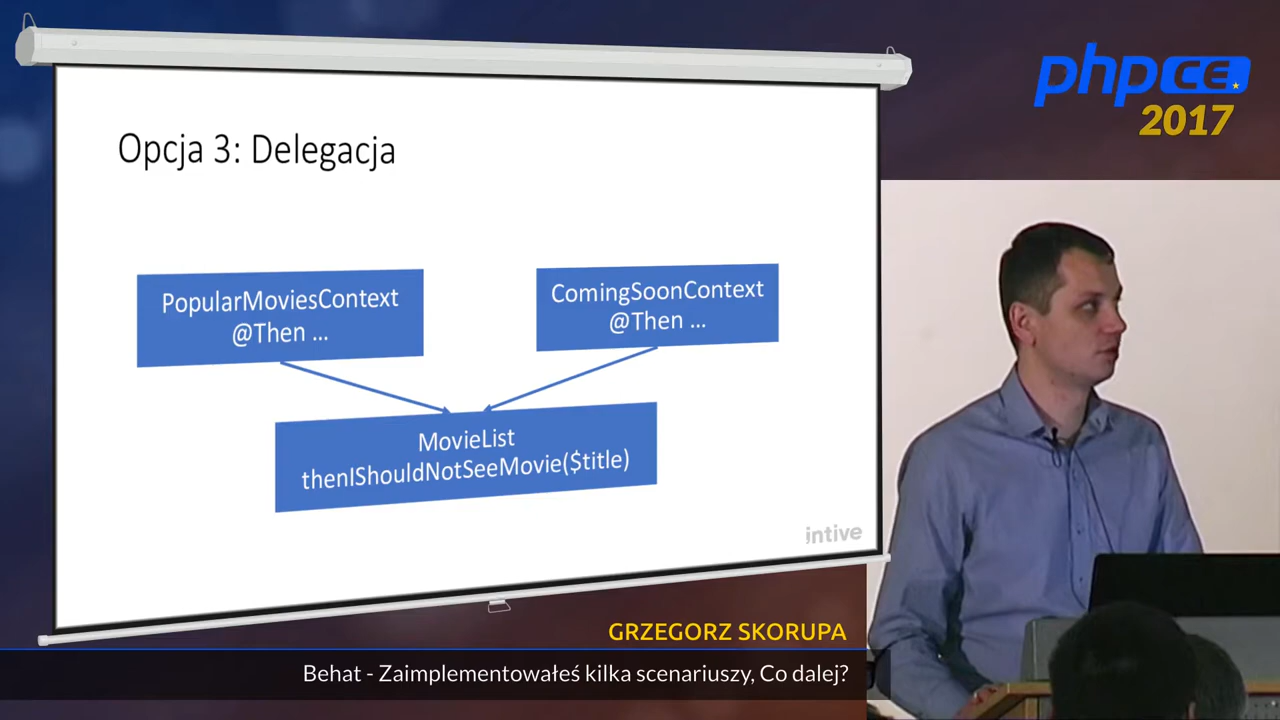 phpCE
2017
Opcja 3: Delegacja
PopularMoviesContext
@Then ...
ComingSoonContext
@Then ...
MovieList
thenIShouldNotSeeMovie($title)
intive
GRZEGORZ SKORUPA
Behat - Zaimplementowałeś kilka scenariuszy, Co dalej?